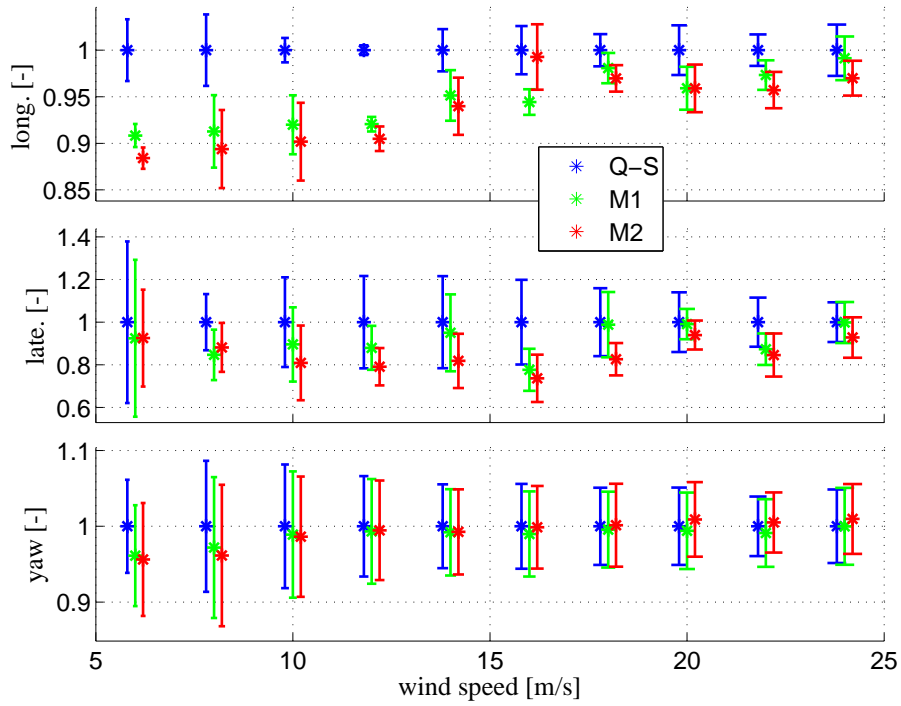 1
0.95
0.9
0.85
long. [-]
Q-S
M1
M2
1.4
1.2
1
0.8
0.6
late. [-]
1.1
1
0.9
yaw [-]
5 10 15 20 25
wind speed [m/s]